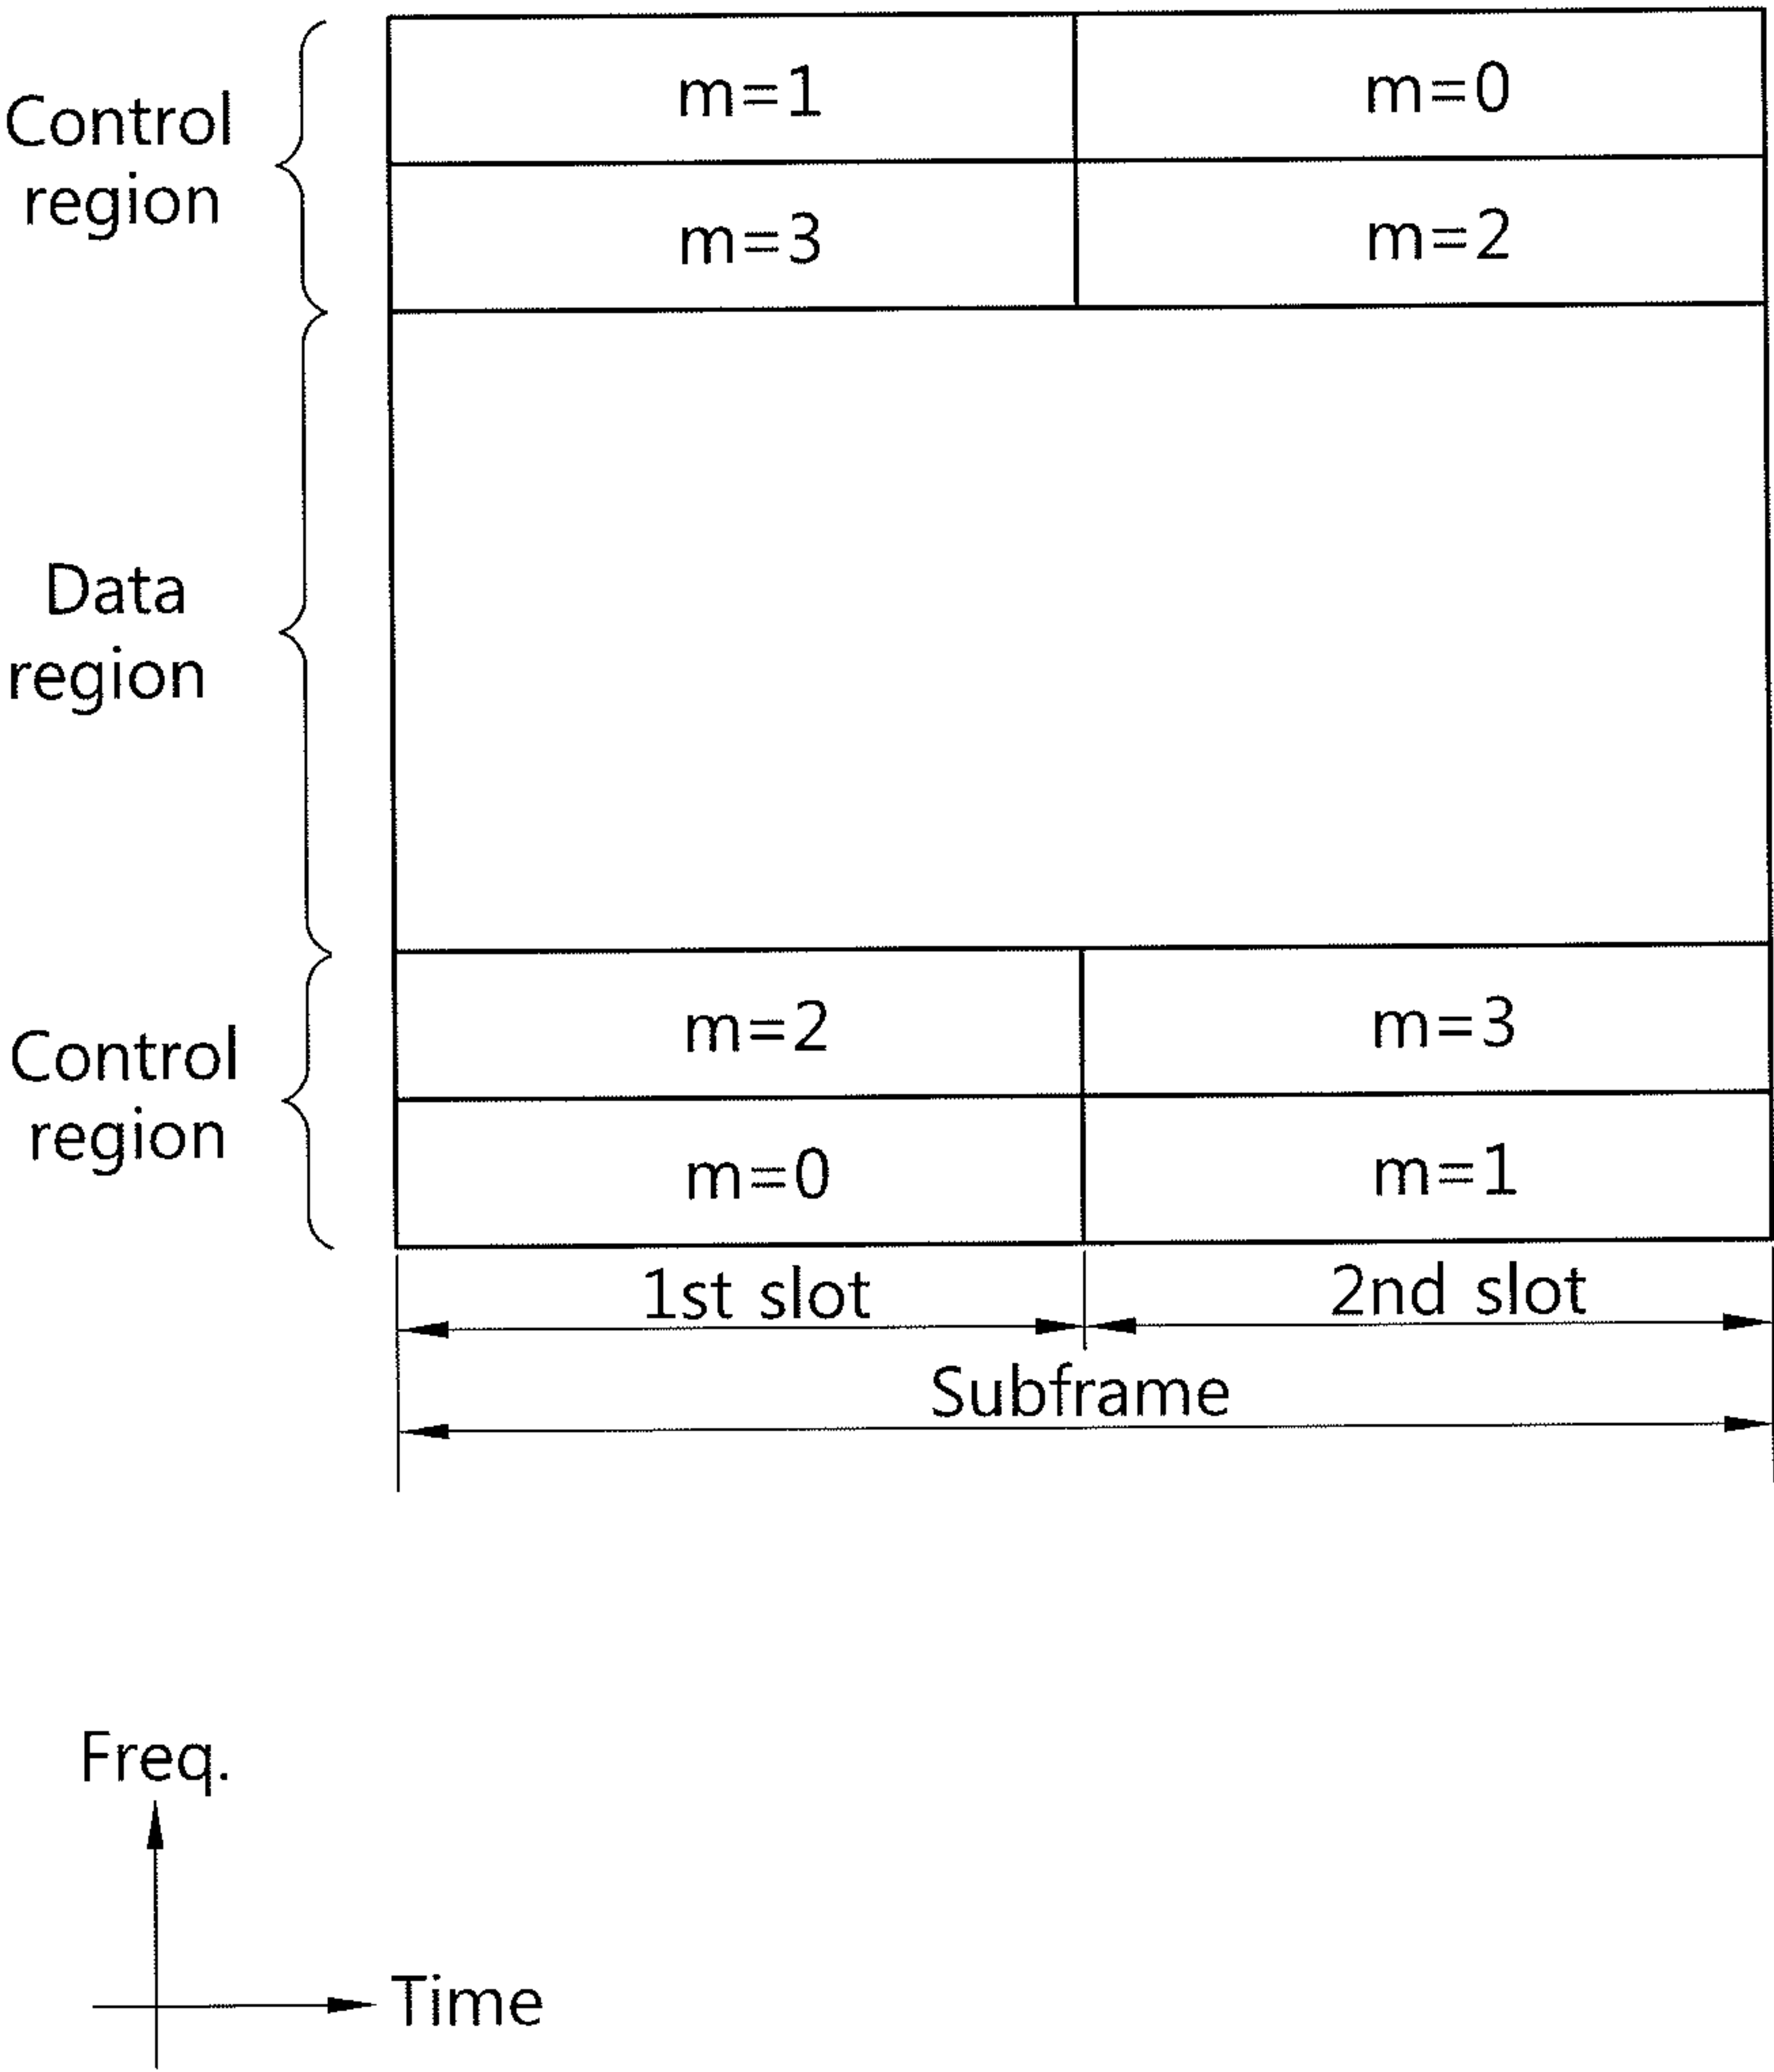 Control
region
m=1
m=0
m=3
m=2
Data
region
Control
region
m=2
m=3
m=0
m=1
1st slot
2nd slot
Subframe
Freq.
Time